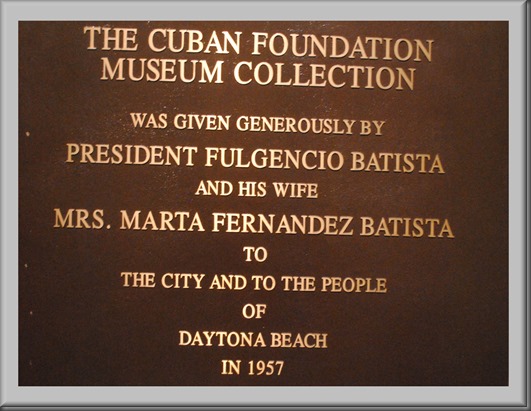 THE CUBAN FOUNDATION
MUSEUM COLLECTION
WAS GIVEN GENEROUSLY BY
PRESIDENT FULGENCIO BATISTA
AND HIS WIFE
MRS. MARTA FERNANDEZ BATISTA
TO
THE CITY AND TO THE PEOPLE
OF
DAYTONA BEACH
IN 1957